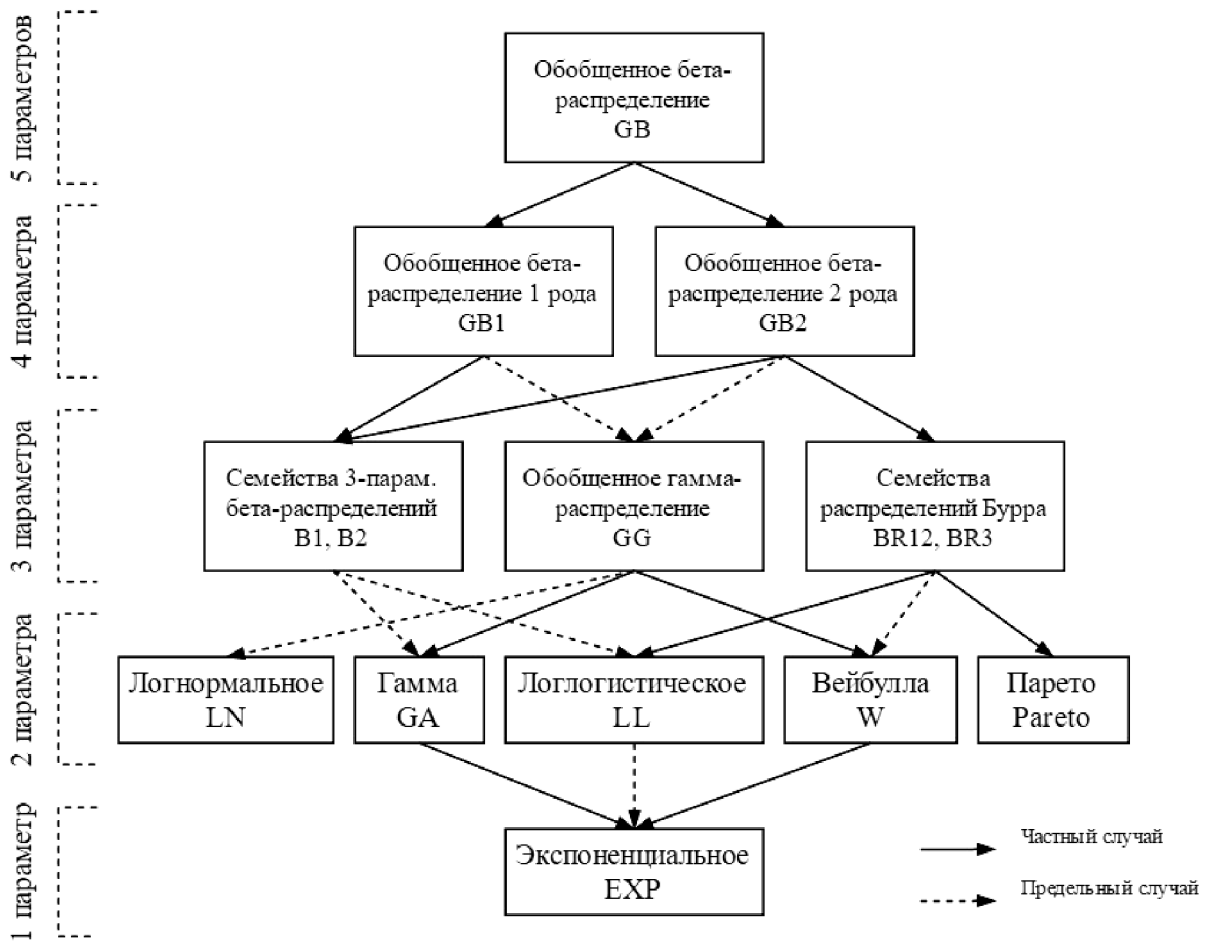 5 параметров
Обобщенное бета-
распределение
GB
4 параметра
Обобщенное бета-
распределение 1 рода
GB1
Обобщенное бета-
распределение 2 рода
GB2
3 параметра
Семейства 3-парам.
бета-распределений
B1, B2
Обобщенное гамма-
распределение
GG
Семейства
распределений Бурра
BR12, BR3
2 параметра
Логнормальное
LN
Гамма
GA
Логлогистическое
LL
Вейбулла
W
Парето
Pareto
1 параметр
Экспоненциальное
EXP
Частный случай
Предельный случай